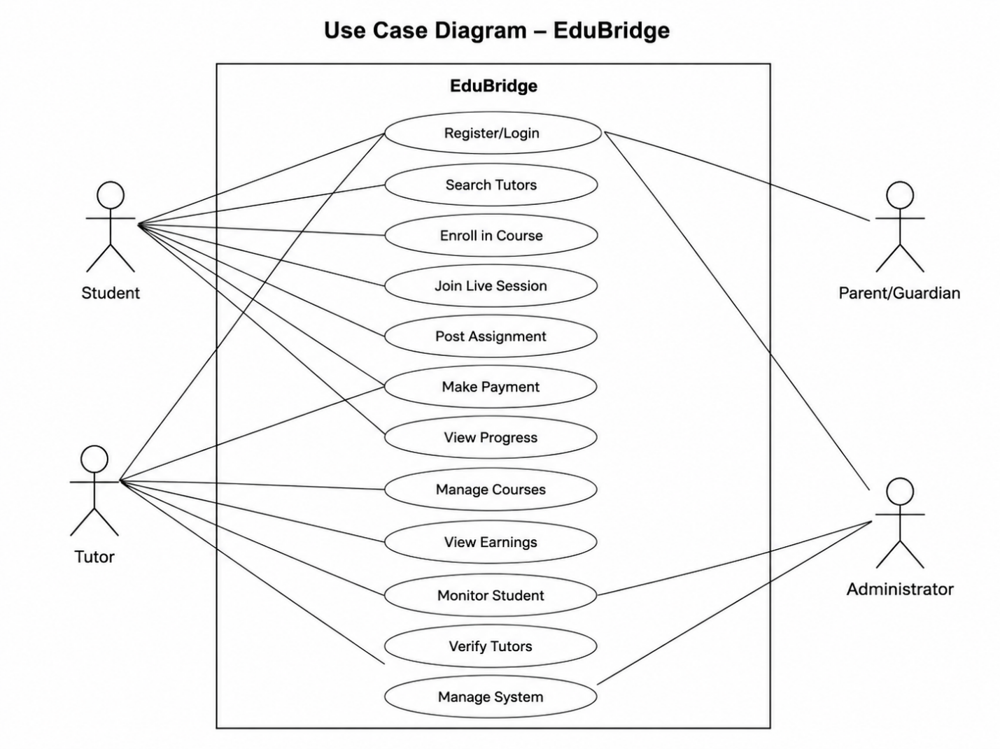 Use Case Diagram – EduBridge
EduBridge
Register/Login
Search Tutors
Enroll in Course
Join Live Session
Post Assignment
Make Payment
View Progress
Manage Courses
View Earnings
Monitor Student
Verify Tutors
Manage System
Student
Tutor
Parent/Guardian
Administrator